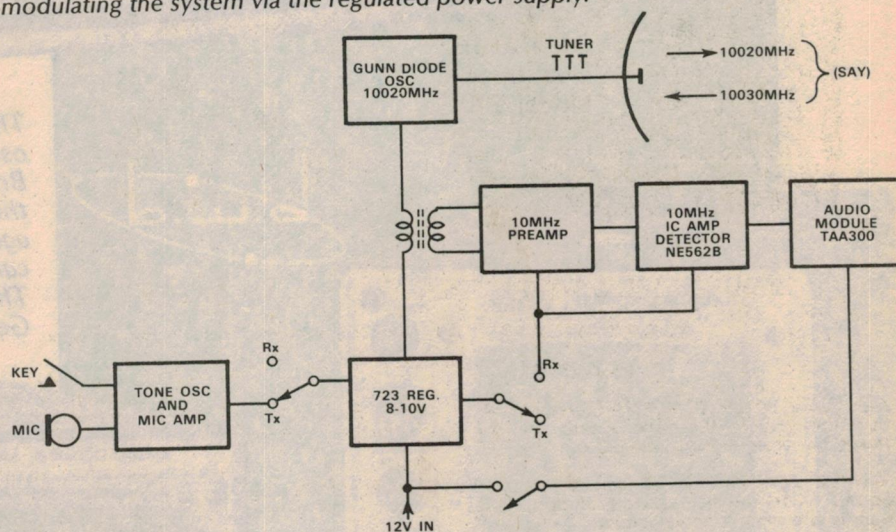 modulating the system via the regulated power supply.
TUNER
GUNN DIODE
OSC
10020MHz
10020MHz
10030MHz
(SAY)
10MHz
PREAMP
10MHz
IC AMP
DETECTOR
NE562B
AUDIO
MODULE
TAA300
KEY
MIC
TONE OSC
AND
MIC AMP
Rx
Tx
723 REG.
8-10V
Rx
Tx
12V IN